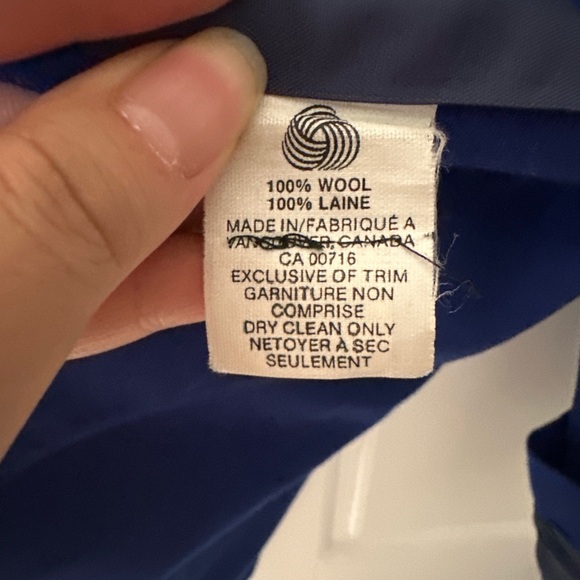 100% WOOL
100% LAINE
MADE IN/FABRIQUÉ A
VANCOUVER, CANADA
CA 00716
EXCLUSIVE OF TRIM
GARNITURE NON
COMPRISE
DRY CLEAN ONLY
NETOYER À SEC
SEULEMENT